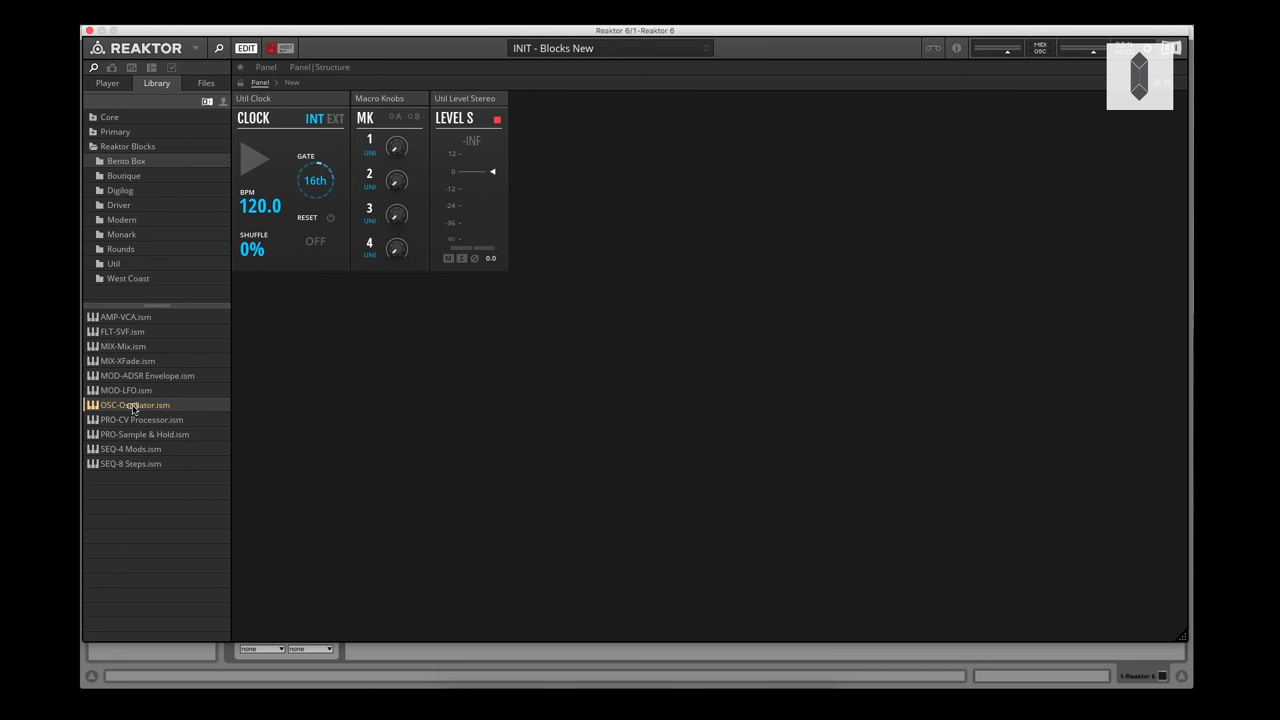 Reaktor 6/1-Reaktor 6
REAKTOR EDIT HOST INIT - Blocks New MIDI OSC
Panel Panel|Structure
Player Library Files
Panel New
Core
Primary
Reaktor Blocks
Bento Box
Boutique
Digilog
Driver
Modern
Monark
Rounds
Util
West Coast
AMP-VCA.ism
FLT-SVF.ism
MIX-Mix.ism
MIX-XFade.ism
MOD-ADSR Envelope.ism
MOD-LFO.ism
OSC-Oscillator.ism
PRO-CV Processor.ism
PRO-Sample & Hold.ism
SEQ-4 Mods.ism
SEQ-8 Steps.ism
Util Clock
CLOCK INT EXT
GATE
16th
BPM
120.0
RESET
SHUFFLE
0% OFF
Macro Knobs
MK A B
1
UNI
2
UNI
3
UNI
4
UNI
Util Level Stereo
LEVEL S
-INF
12
0
-12
-24
-36
∞
M 0.0
none none
1-Reaktor 6